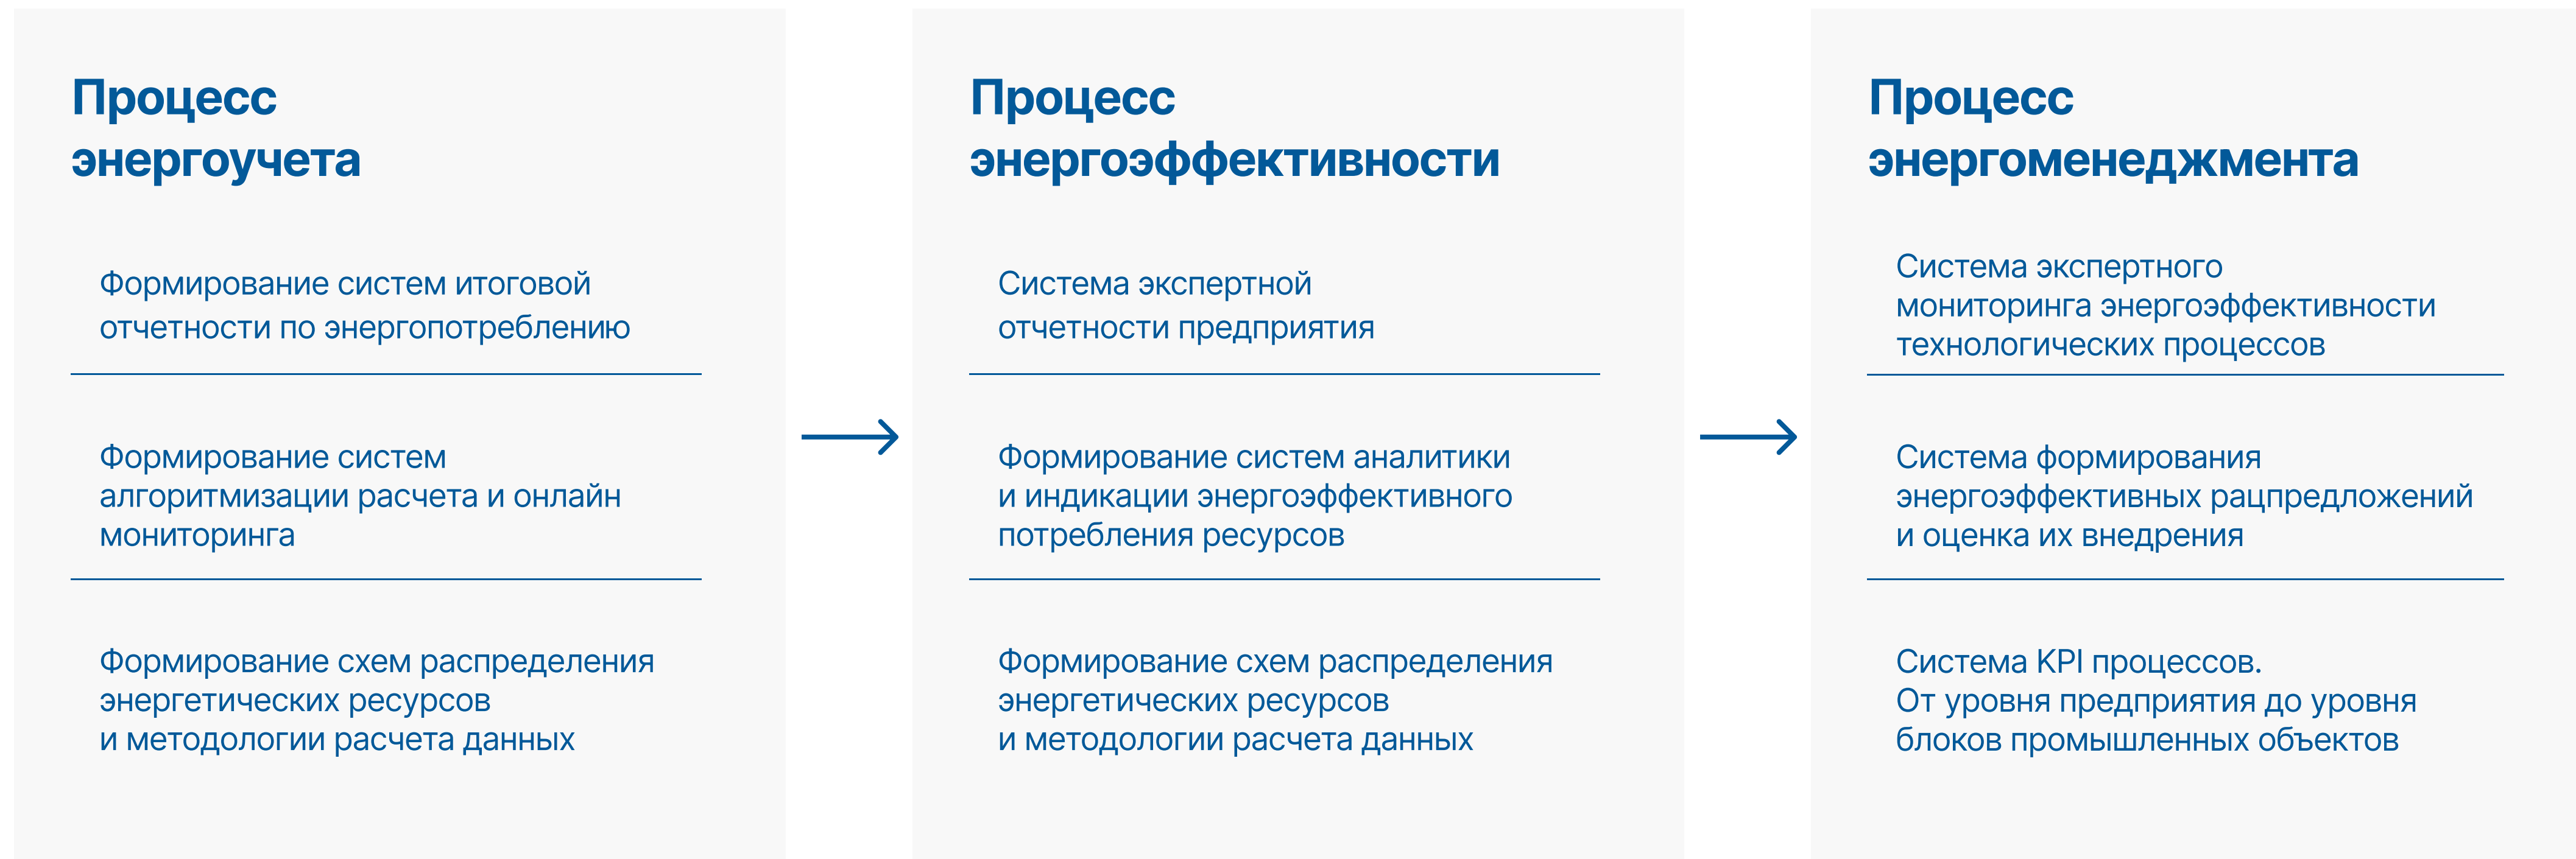 Процесс
энергоучета
Формирование систем итоговой
отчетности по энергопотреблению
Формирование систем
алгоритмизации расчета и онлайн
мониторинга
Формирование схем распределения
энергетических ресурсов
и методологии расчета данных
Процесс
энергоэффективности
Система экспертной
отчетности предприятия
Формирование систем аналитики
и индикации энергоэффективного
потребления ресурсов
Формирование схем распределения
энергетических ресурсов
и методологии расчета данных
Процесс
энергоменеджмента
Система экспертного
мониторинга энергоэффективности
технологических процессов
Система формирования
энергоэффективных рацпредложений
и оценка их внедрения
Система KPI процессов.
От уровня предприятия до уровня
блоков промышленных объектов